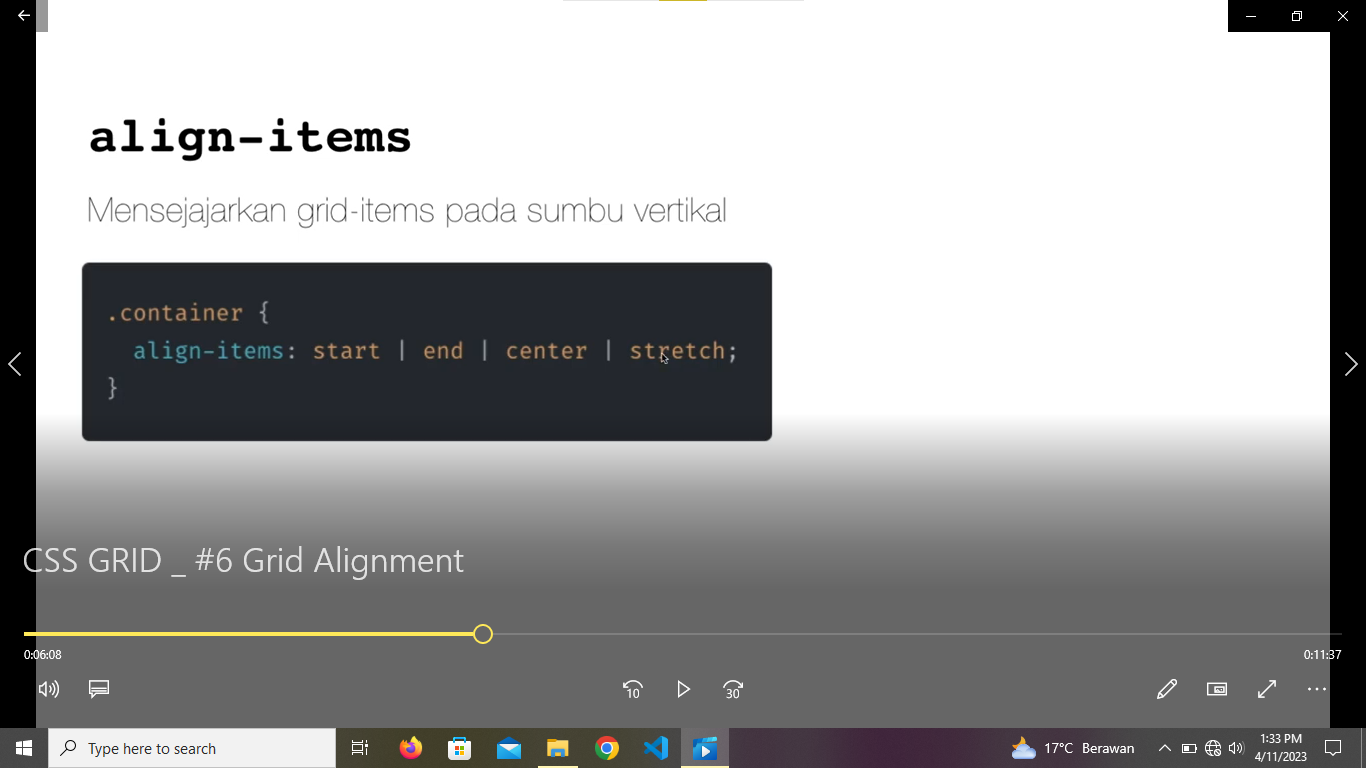 align-items
Mensejajarkan grid-items pada sumbu vertikal
.container {
align-items: start | end | center | stretch;
}
CSS GRID _ #6 Grid Alignment
0:06:08
0:11:37
10
30
Type here to search
17°C Berawan
1:33 PM
4/11/2023